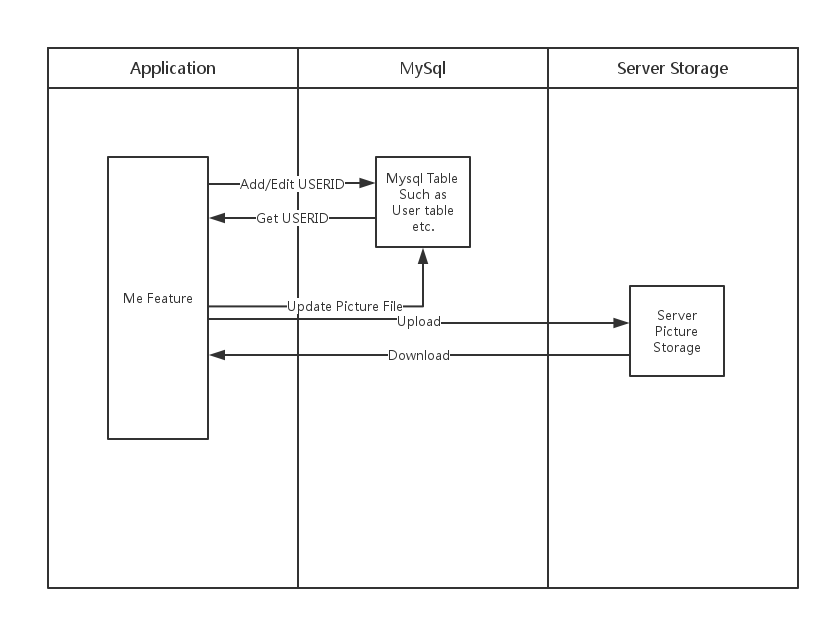 Application
MySql
Server Storage
Add/Edit USERID
Mysql Table
Such as
User table
etc.
Get USERID
Me Feature
Update Picture File
Upload
Server
Picture
Storage
Download